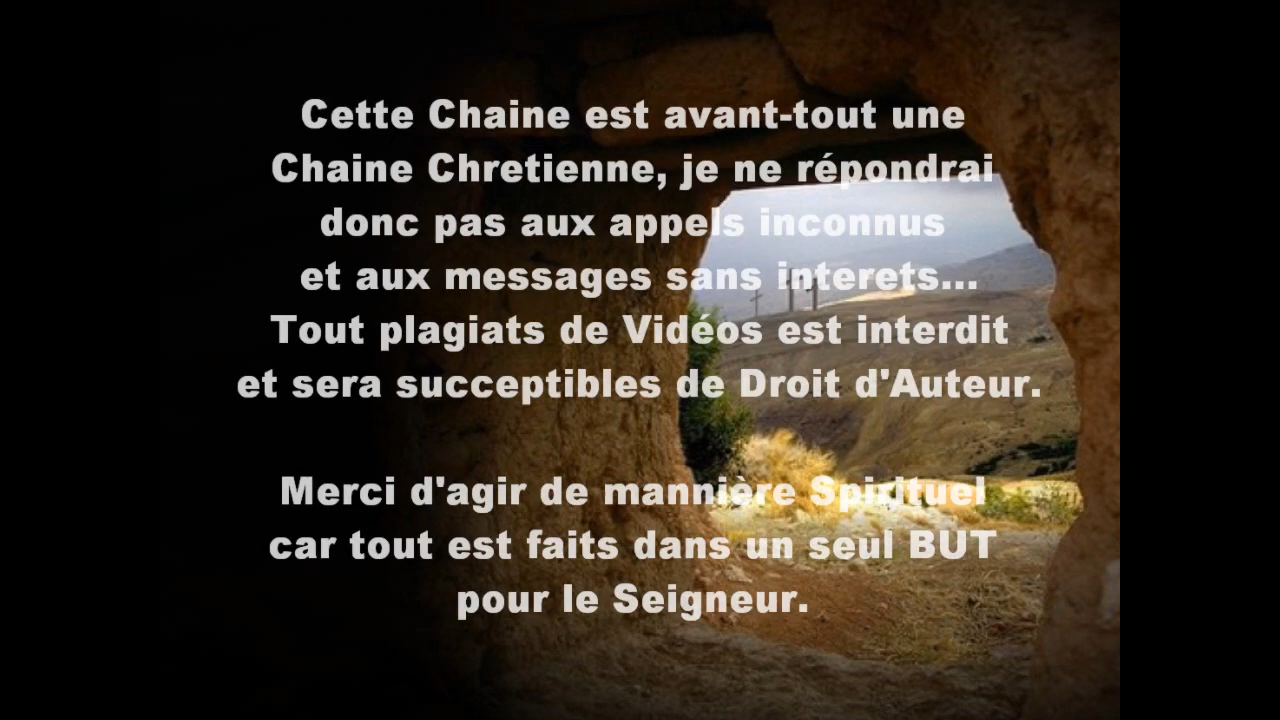 Cette Chaine est avant-tout une
Chaine Chretienne, je ne répondrai
donc pas aux appels inconnus
et aux messages sans interets...
Tout plagiats de Vidéos est interdit
et sera succeptibles de Droit d'Auteur.
Merci d'agir de mannière Spirituel
car tout est faits dans un seul BUT
pour le Seigneur.